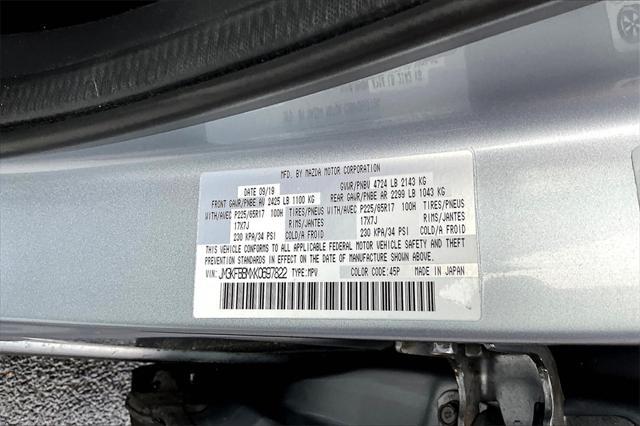 MFD. BY MAZDA MOTOR CORPORATION
DATE 09/19 GVWR/PNBV 4724 LB 2143 KG
FRONT GAWR/PNBE AV 2425 LB 1100 KG REAR GAWR/PNBE AR 2299 LB 1043 KG
WITH/AVEC P225/65R17 100H TIRES/PNEUS WITH/AVEC P225/65R17 100H TIRES/PNEUS
17X7J RIMS/JANTES 17X7J RIMS/JANTES
230 KPA/34 PSI COLD/A FROID 230 KPA/34 PSI COLD/A FROID
THIS VEHICLE CONFORMS TO ALL APPLICABLE FEDERAL MOTOR VEHICLE SAFETY, BUMPER, AND THEFT
PREVENTION STANDARDS IN EFFECT ON THE DATE OF MANUFACTURE SHOWN ABOVE.
VIN: TYPE:MPV COLOR CODE:45P MADE IN JAPAN